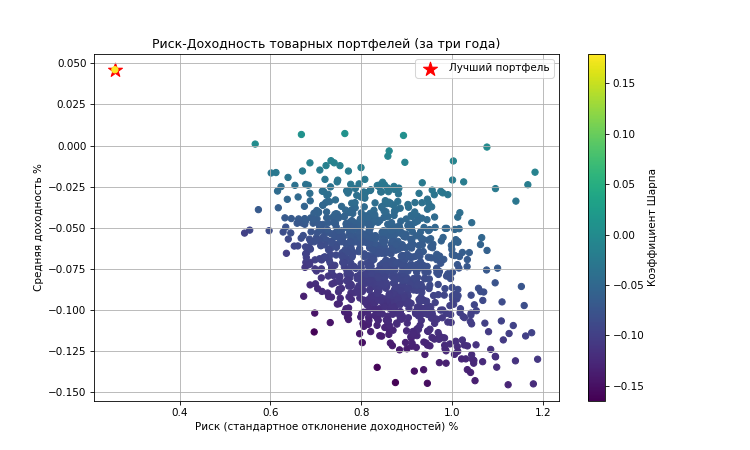 Риск-Доходность товарных портфелей (за три года)
Лучший портфель
Средняя доходность %
0.050
0.025
0.000
−0.025
−0.050
−0.075
−0.100
−0.125
−0.150
0.4 0.6 0.8 1.0 1.2
Риск (стандартное отклонение доходностей) %
0.15
0.10
0.05
0.00
−0.05
−0.10
−0.15
Коэффициент Шарпа